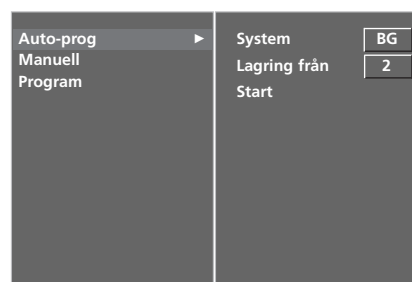 Auto-prog ►
Manuell
Program
System BG
Lagring från 2
Start